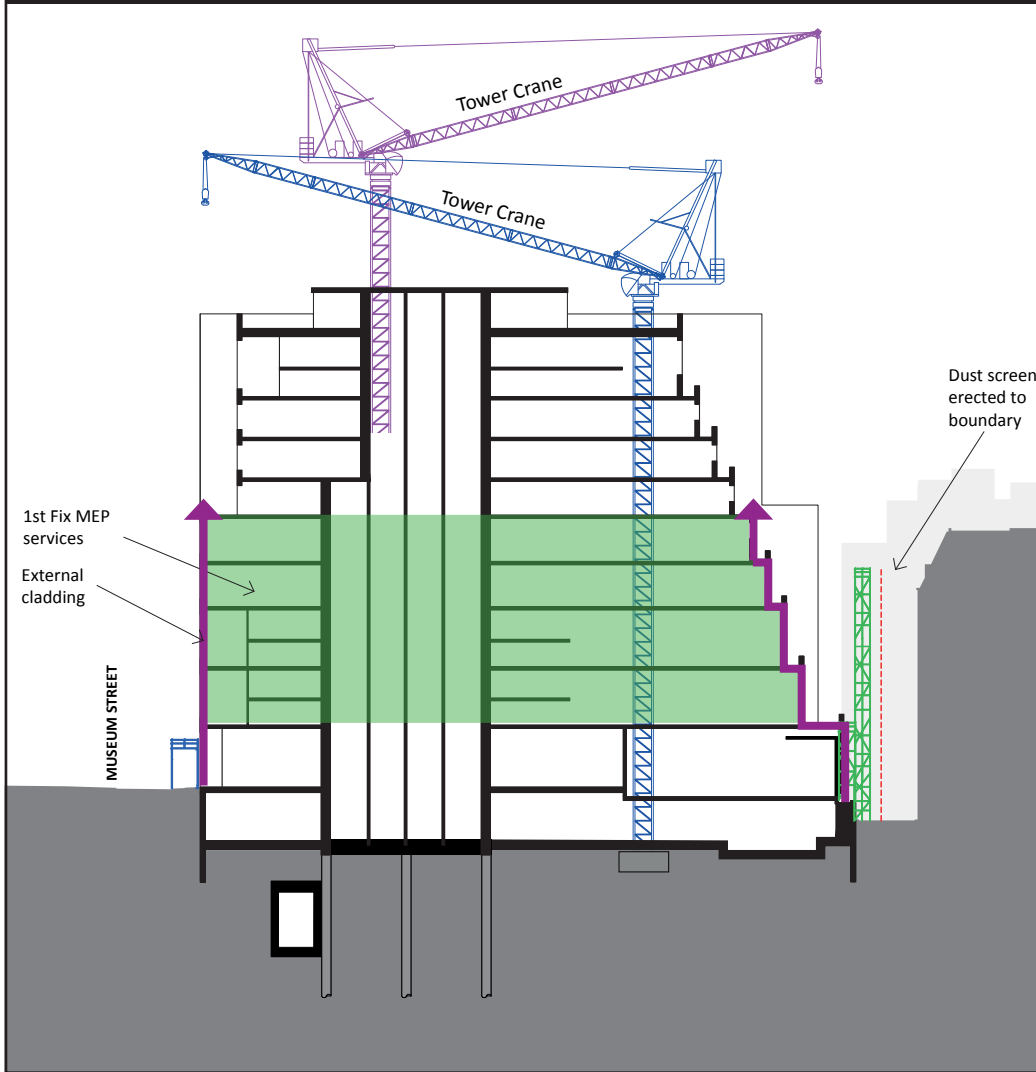 Tower Crane
Tower Crane
Dust screen
erected to
boundary
1st Fix MEP
services
External
cladding
MUSEUM STREET